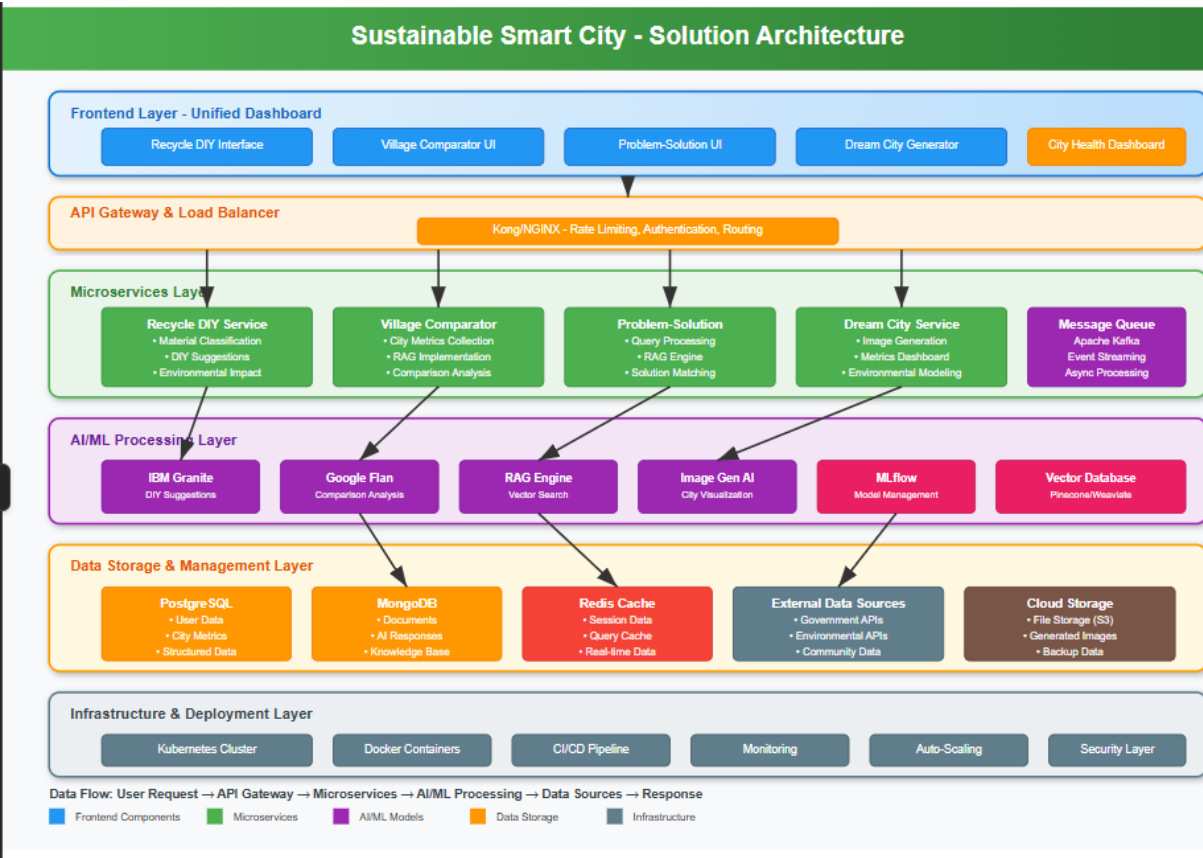 Sustainable Smart City - Solution Architecture
Frontend Layer - Unified Dashboard
Recycle DIY Interface
Village Comparator UI
Problem-Solution UI
Dream City Generator
City Health Dashboard
API Gateway & Load Balancer
Kong/NGINX - Rate Limiting, Authentication, Routing
Microservices Layer
Recycle DIY Service
• Material Classification
• DIY Suggestions
• Environmental Impact
Village Comparator
• City Metrics Collection
• RAG Implementation
• Comparison Analysis
Problem-Solution
• Query Processing
• RAG Engine
• Solution Matching
Dream City Service
• Image Generation
• Metrics Dashboard
• Environmental Modeling
Message Queue
Apache Kafka
Event Streaming
Async Processing
AI/ML Processing Layer
IBM Granite
DIY Suggestions
Google Flan
Comparison Analysis
RAG Engine
Vector Search
Image Gen AI
City Visualization
MLflow
Model Management
Vector Database
Pinecone/Weaviate
Data Storage & Management Layer
PostgreSQL
• User Data
• City Metrics
• Structured Data
MongoDB
• Documents
• AI Responses
• Knowledge Base
Redis Cache
• Session Data
• Query Cache
• Real-time Data
External Data Sources
• Government APIs
• Environmental APIs
• Community Data
Cloud Storage
• File Storage (S3)
• Generated Images
• Backup Data
Infrastructure & Deployment Layer
Kubernetes Cluster
Docker Containers
CI/CD Pipeline
Monitoring
Auto-Scaling
Security Layer
Data Flow: User Request → API Gateway → Microservices → AI/ML Processing → Data Sources → Response
Frontend Components
Microservices
AI/ML Models
Data Storage
Infrastructure